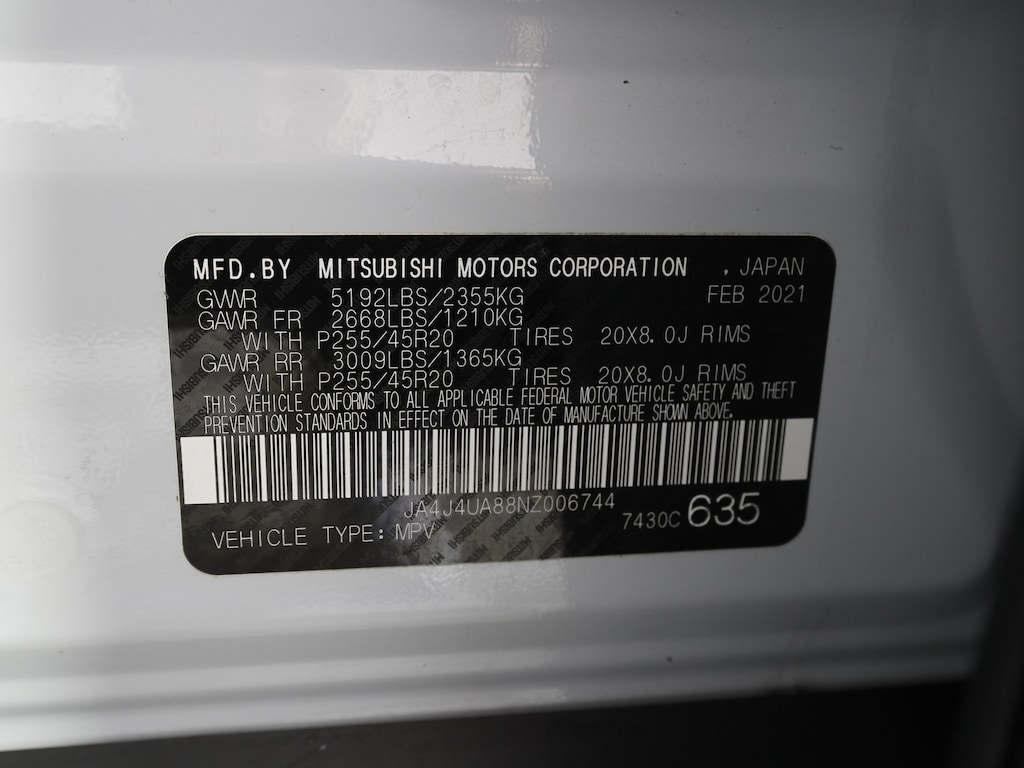 MFD.BY MITSUBISHI MOTORS CORPORATION , JAPAN
GVWR 5192LBS/2355KG FEB 2021
GAWR FR 2668LBS/1210KG
WITH P255/45R20 TIRES 20X8.0J RIMS
GAWR RR 3009LBS/1365KG
WITH P255/45R20 TIRES 20X8.0J RIMS
THIS VEHICLE CONFORMS TO ALL APPLICABLE FEDERAL MOTOR VEHICLE SAFETY AND THEFT
PREVENTION STANDARDS IN EFFECT ON THE DATE OF MANUFACTURE SHOWN ABOVE.
JA4J4UA88NZ006744
7430C 635
VEHICLE TYPE: MPV